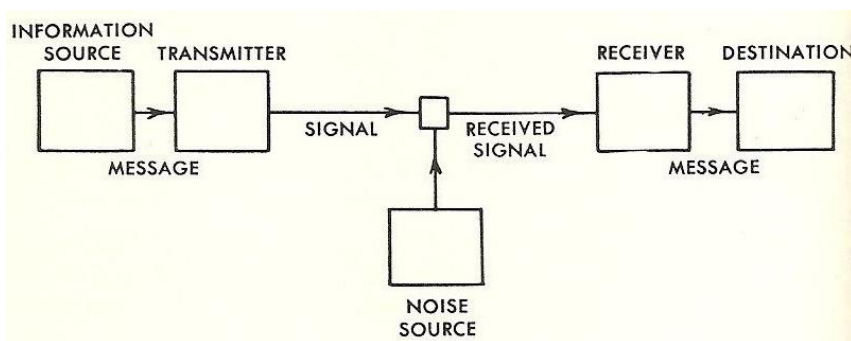 INFORMATION
SOURCE
TRANSMITTER
RECEIVER
DESTINATION
SIGNAL
RECEIVED
SIGNAL
MESSAGE
MESSAGE
NOISE
SOURCE